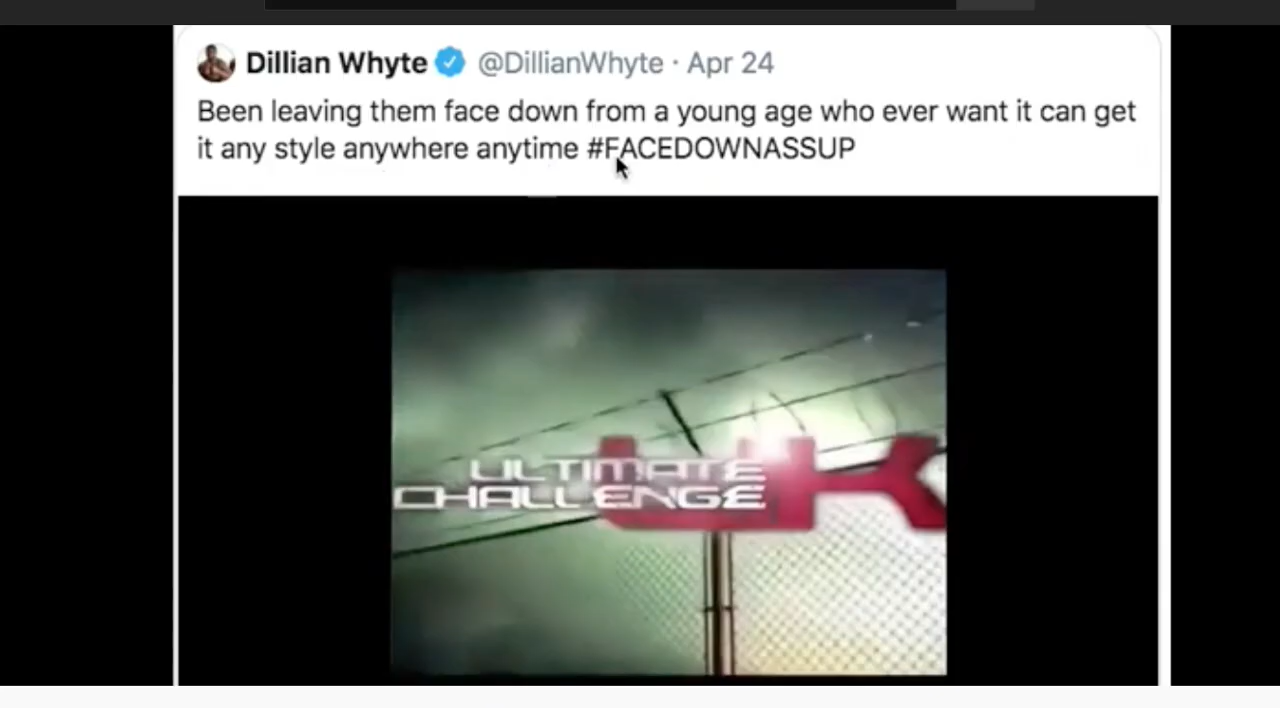 Dillian Whyte @DillianWhyte · Apr 24
Been leaving them face down from a young age who ever want it can get
it any style anywhere anytime #FACEDOWNASSUP
ULTIMATE
CHALLENGE
UK